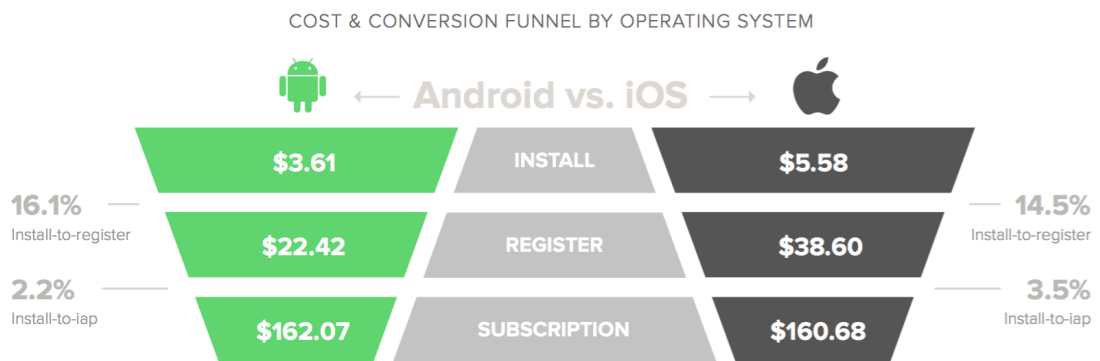 COST & CONVERSION FUNNEL BY OPERATING SYSTEM
Android vs. iOS
$3.61
INSTALL
$5.58
16.1%
Install-to-register
14.5%
Install-to-register
$22.42
REGISTER
$38.60
2.2%
Install-to-iap
3.5%
Install-to-iap
$162.07
SUBSCRIPTION
$160.68